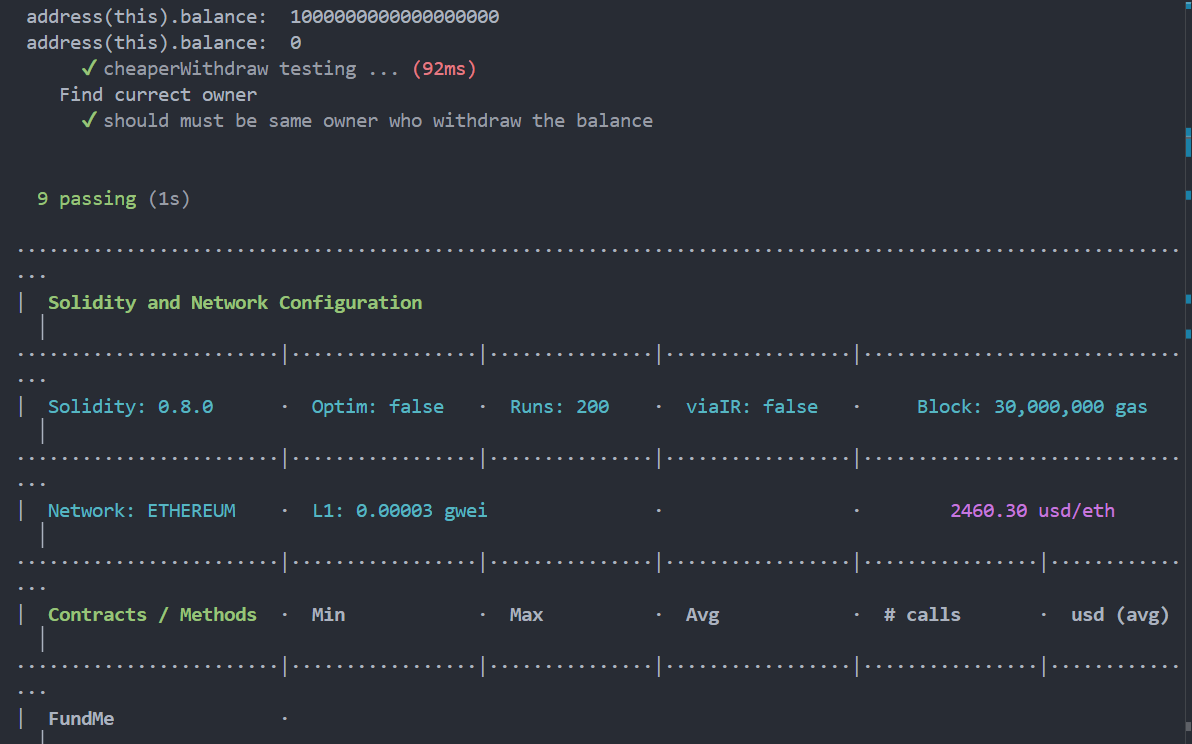 address(this).balance:  1000000000000000000
address(this).balance:  0
✓ cheaperWithdraw testing ... (92ms)
Find currect owner
✓ should must be same owner who withdraw the balance
9 passing (1s)
|  Solidity and Network Configuration
|  Solidity: 0.8.0  ·  Optim: false  ·  Runs: 200  ·  viaIR: false  ·  Block: 30,000,000 gas
|  Network: ETHEREUM  ·  L1: 0.00003 gwei  ·  ·  2460.30 usd/eth
|  Contracts / Methods  ·  Min  ·  Max  ·  Avg  ·  # calls  ·  usd (avg)
|  FundMe  ·